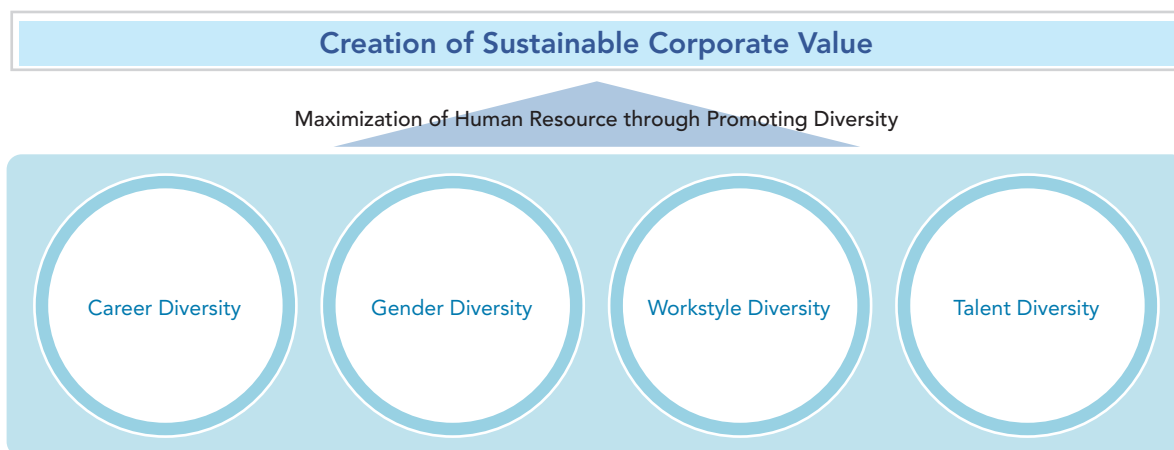 Creation of Sustainable Corporate Value
Maximization of Human Resource through Promoting Diversity
Career Diversity
Gender Diversity
Workstyle Diversity
Talent Diversity